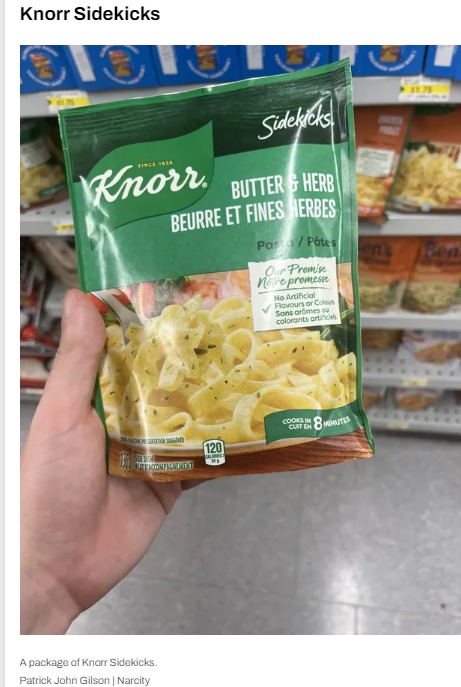 Knorr Sidekicks
Sidekicks.
SINCE 1838
Knorr®
BUTTER & HERB
BEURRE ET FINES HERBES
Pasta / Pâtes
Our Promise
Notre promesse
No Artificial
Flavours or Colours
Sans arômes ou
colorants artificiels
COOKS IN
CUIT EN 8 MINUTES
120
CALORIES
A package of Knorr Sidekicks.
Patrick John Gilson | Narcity